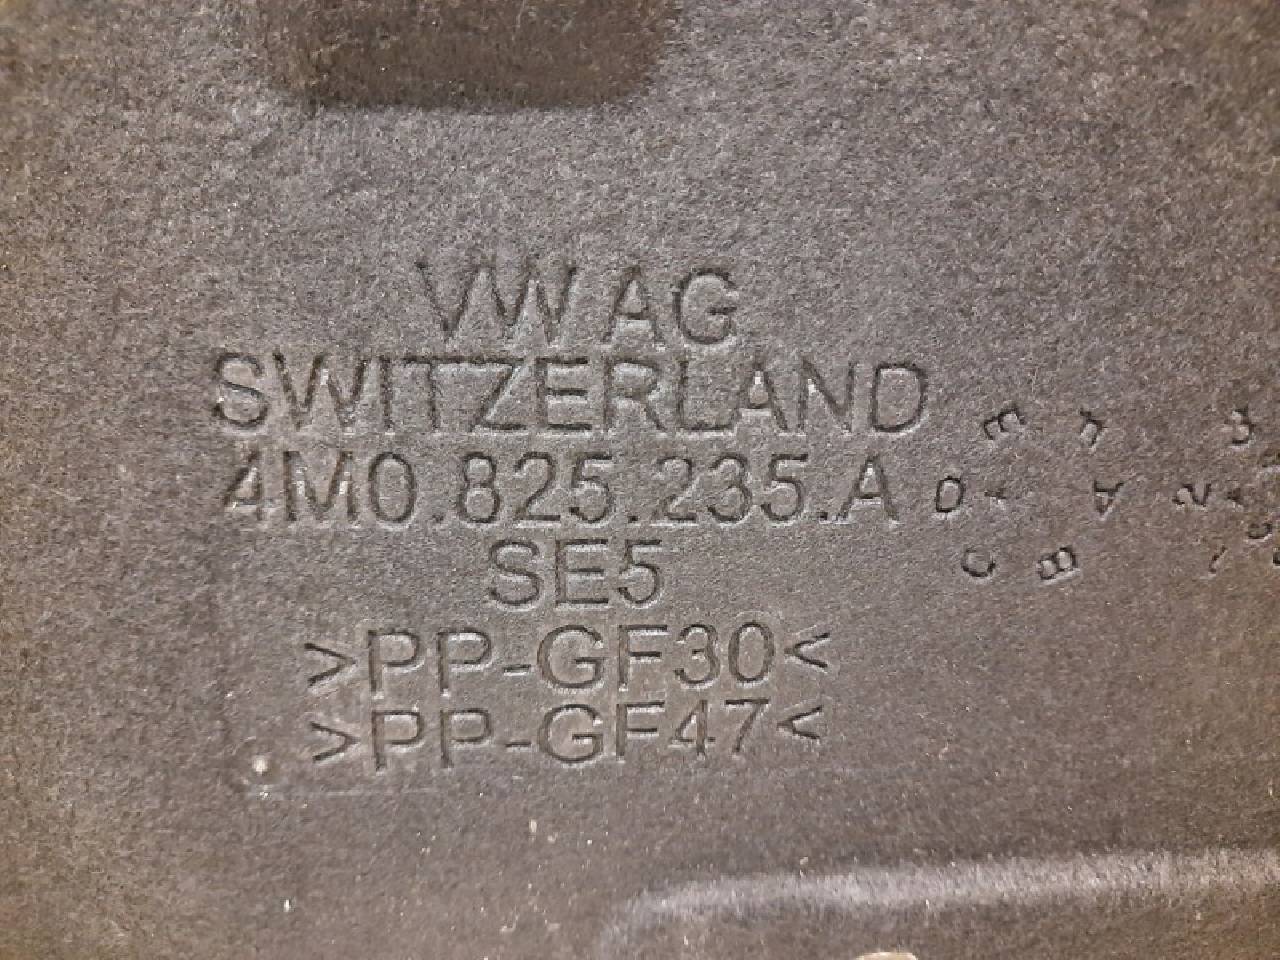 VW AG
SWITZERLAND
4M0.825.235.A
SE5
>PP-GF30<
>PP-GF47<